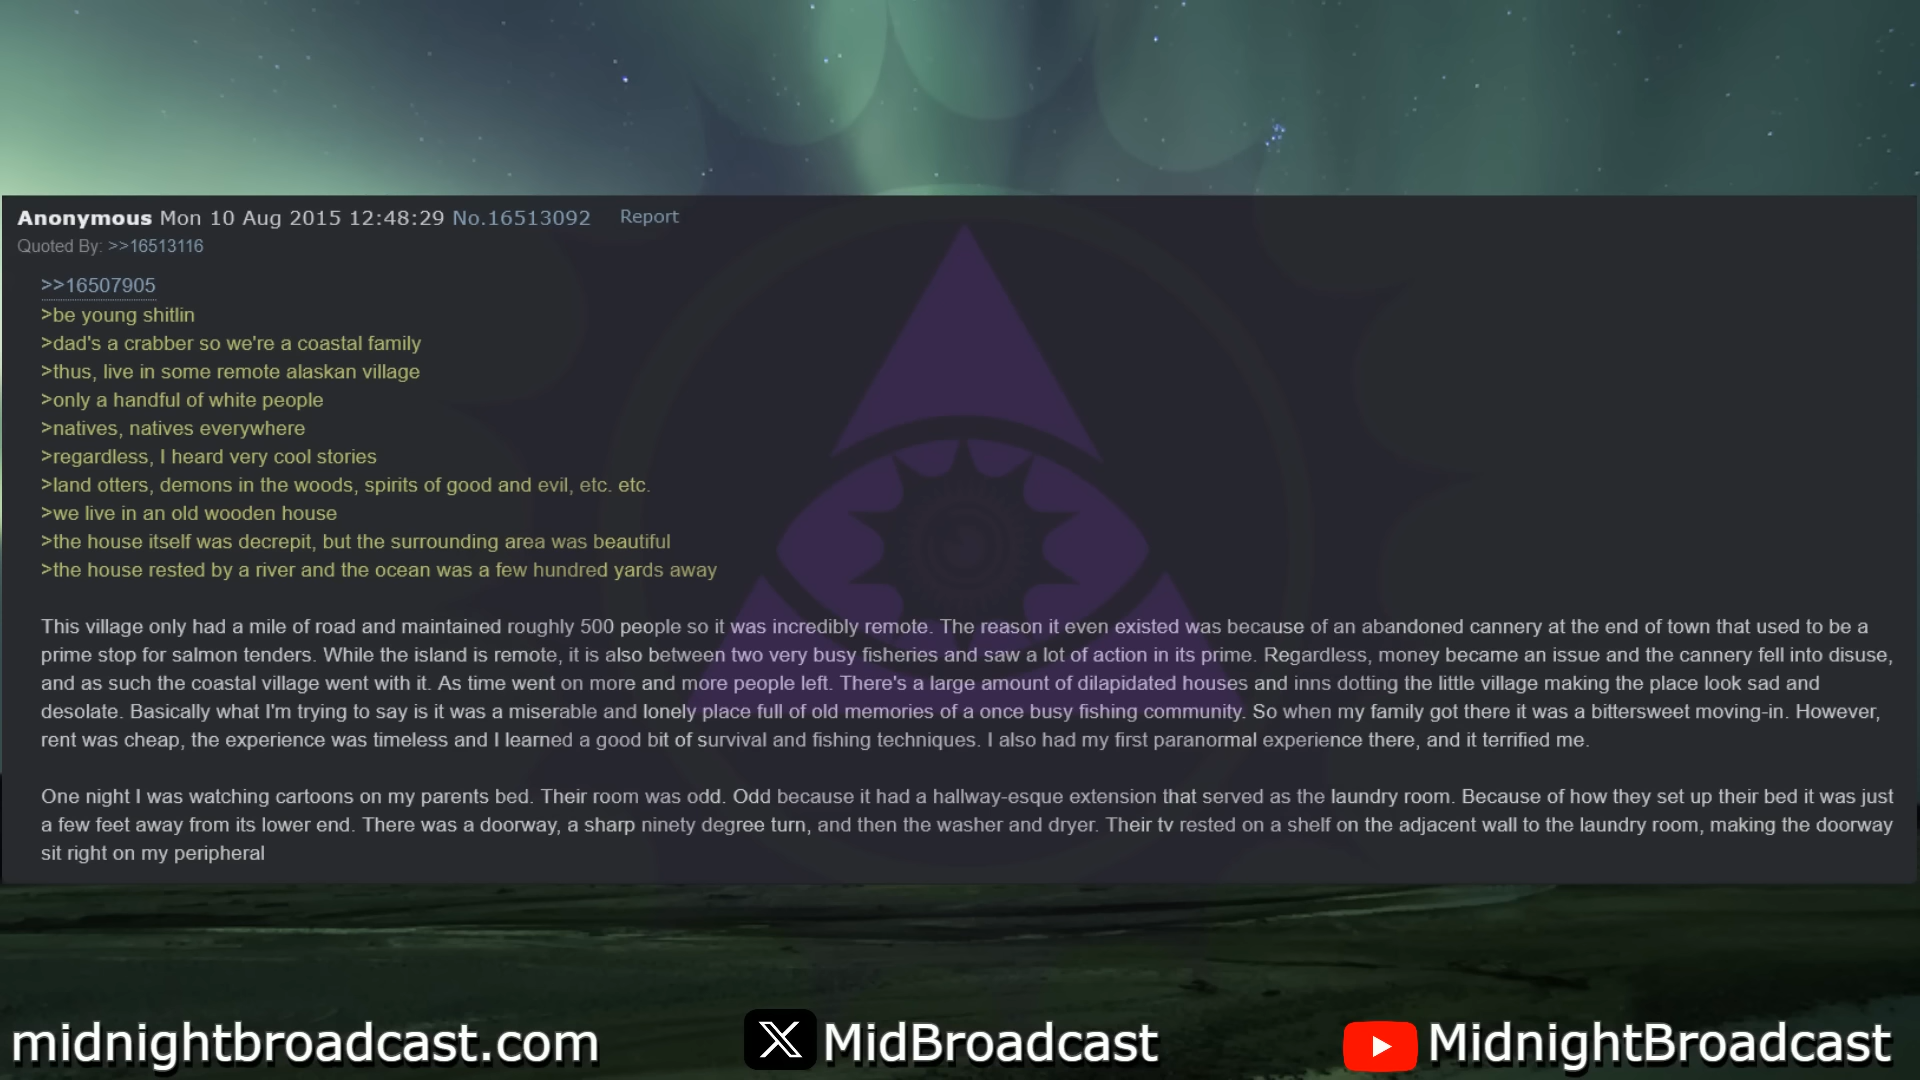 Anonymous Mon 10 Aug 2015 12:48:29 No.16513092 Report
Quoted By: >>16513116
>>16507905
>be young shitlin
>dad's a crabber so we're a coastal family
>thus, live in some remote alaskan village
>only a handful of white people
>natives, natives everywhere
>regardless, I heard very cool stories
>land otters, demons in the woods, spirits of good and evil, etc. etc.
>we live in an old wooden house
>the house itself was decrepit, but the surrounding area was beautiful
>the house rested by a river and the ocean was a few hundred yards away
This village only had a mile of road and maintained roughly 500 people so it was incredibly remote. The reason it even existed was because of an abandoned cannery at the end of town that used to be a
prime stop for salmon tenders. While the island is remote, it is also between two very busy fisheries and saw a lot of action in its prime. Regardless, money became an issue and the cannery fell into disuse,
and as such the coastal village went with it. As time went on more and more people left. There's a large amount of dilapidated houses and inns dotting the little village making the place look sad and
desolate. Basically what I'm trying to say is it was a miserable and lonely place full of old memories of a once busy fishing community. So when my family got there it was a bittersweet moving-in. However,
rent was cheap, the experience was timeless and I learned a good bit of survival and fishing techniques. I also had my first paranormal experience there, and it terrified me.
One night I was watching cartoons on my parents bed. Their room was odd. Odd because it had a hallway-esque extension that served as the laundry room. Because of how they set up their bed it was just
a few feet away from its lower end. There was a doorway, a sharp ninety degree turn, and then the washer and dryer. Their tv rested on a shelf on the adjacent wall to the laundry room, making the doorway
sit right on my peripheral
midnightbroadcast.com MidBroadcast MidnightBroadcast